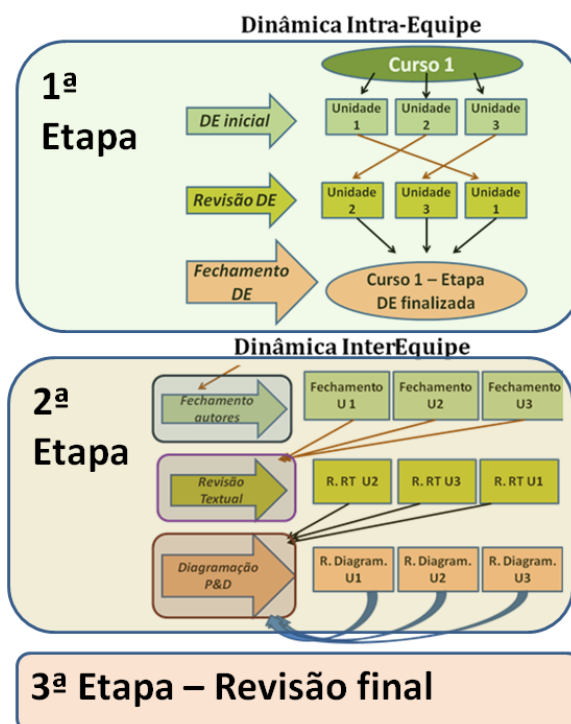 Dinâmica Intra-Equipe
1ª
Etapa
Curso 1
DE inicial
Unidade
1
Unidade
2
Unidade
3
Revisão DE
Unidade
2
Unidade
3
Unidade
1
Fechamento
DE
Curso 1 – Etapa
DE finalizada
Dinâmica InterEquipe
2ª
Etapa
Fechamento
autores
Fechamento
U 1
Fechamento
U2
Fechamento
U3
Revisão
Textual
R. RT U2
R. RT U3
R. RT U1
Diagramação
P&D
R. Diagram.
U1
R. Diagram.
U2
R. Diagram.
U3
3ª Etapa – Revisão final